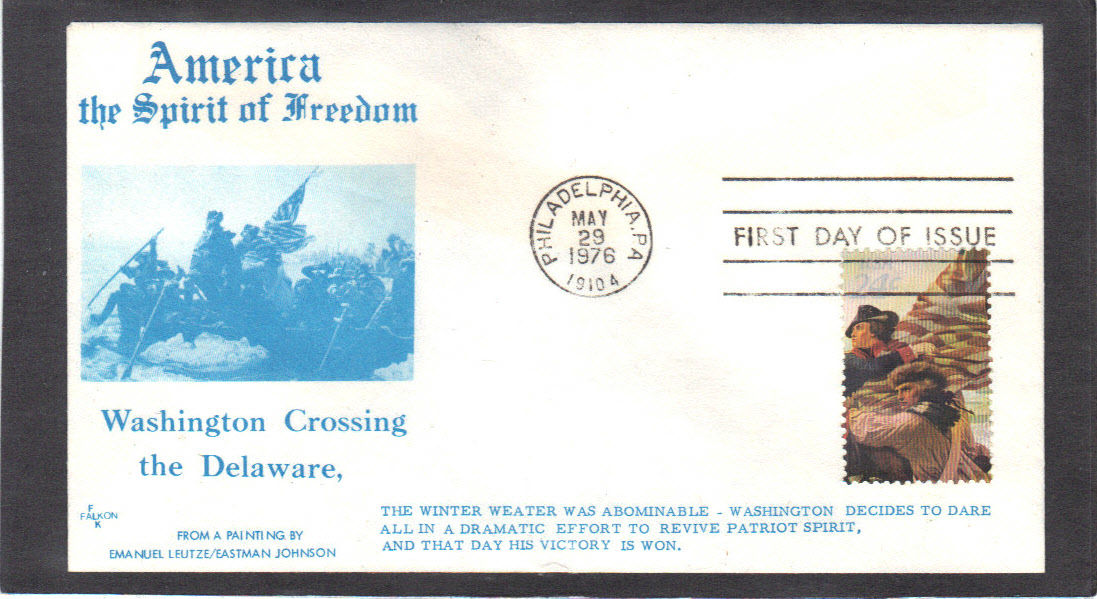 America
the Spirit of Freedom
PHILADELPHIA, PA
MAY
29
1976
19104
FIRST DAY OF ISSUE
Washington Crossing
the Delaware,
F
FALKON
K
FROM A PAINTING BY
EMANUEL LEUTZE/EASTMAN JOHNSON
THE WINTER WEATER WAS ABOMINABLE - WASHINGTON DECIDES TO DARE
ALL IN A DRAMATIC EFFORT TO REVIVE PATRIOT SPIRIT,
AND THAT DAY HIS VICTORY IS WON.